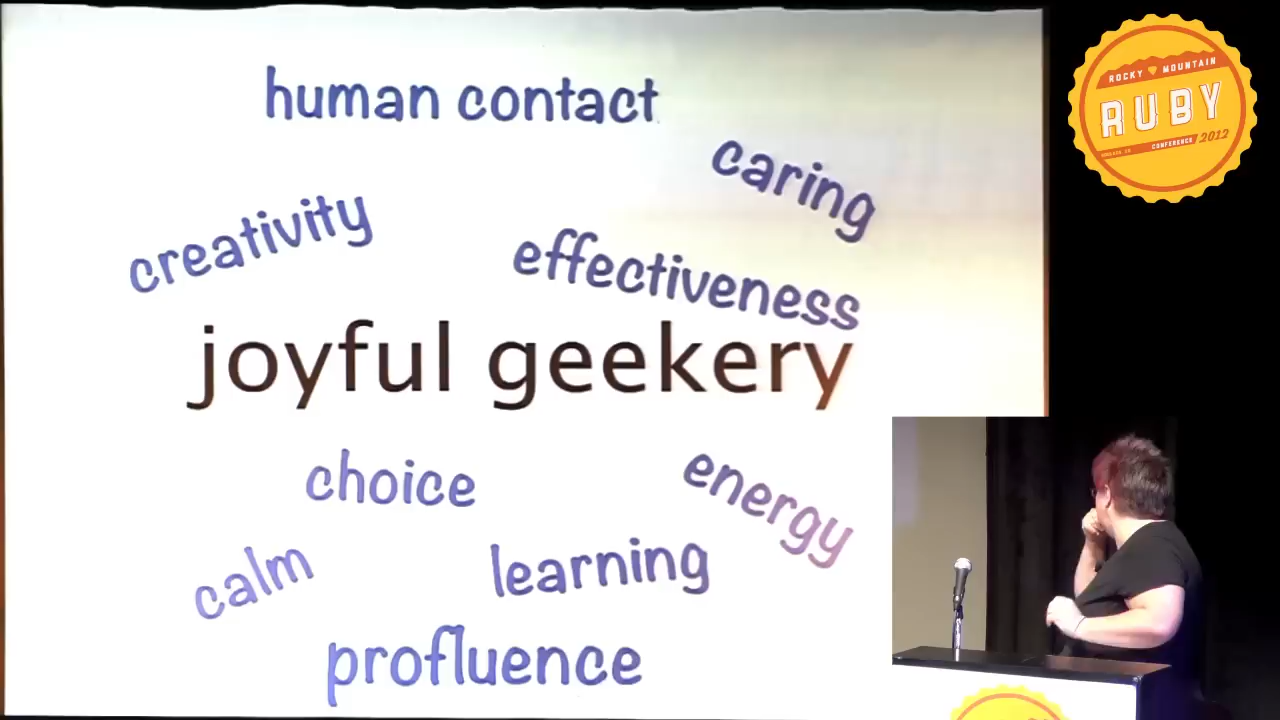 human contact
caring
creativity
effectiveness
joyful geekery
choice
energy
calm
learning
profluence
ROCKY MOUNTAIN
RUBY
CONFERENCE 2012